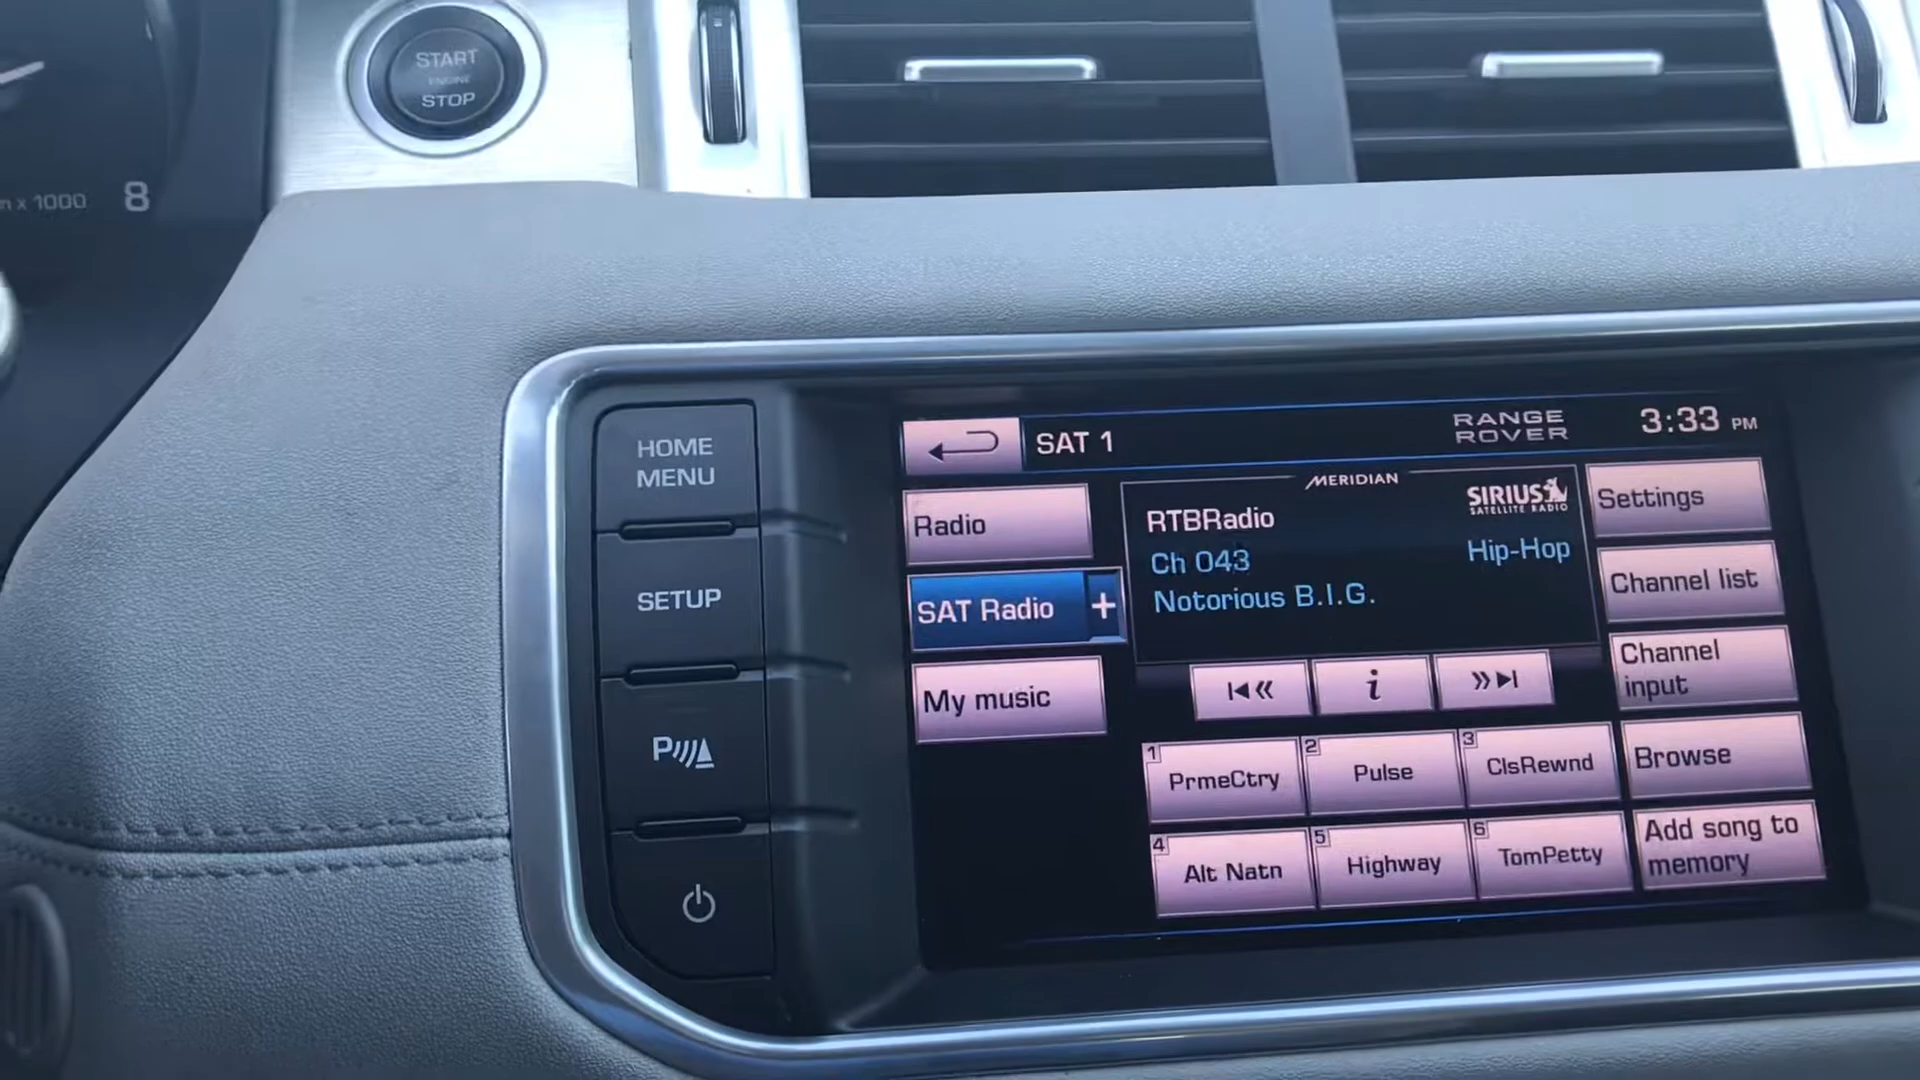 START
ENGINE
STOP
x 1000
8
HOME
MENU
SETUP
P
SAT 1
RANGE
ROVER
3:33 PM
Radio
SAT Radio +
My music
MERIDIAN
SIRIUS
SATELLITE RADIO
RTBRadio
Ch 043
Hip-Hop
Notorious B.I.G.
i
1 PrmeCtry
2 Pulse
3 ClsRewnd
4 Alt Natn
5 Highway
6 TomPetty
Settings
Channel list
Channel
input
Browse
Add song to
memory